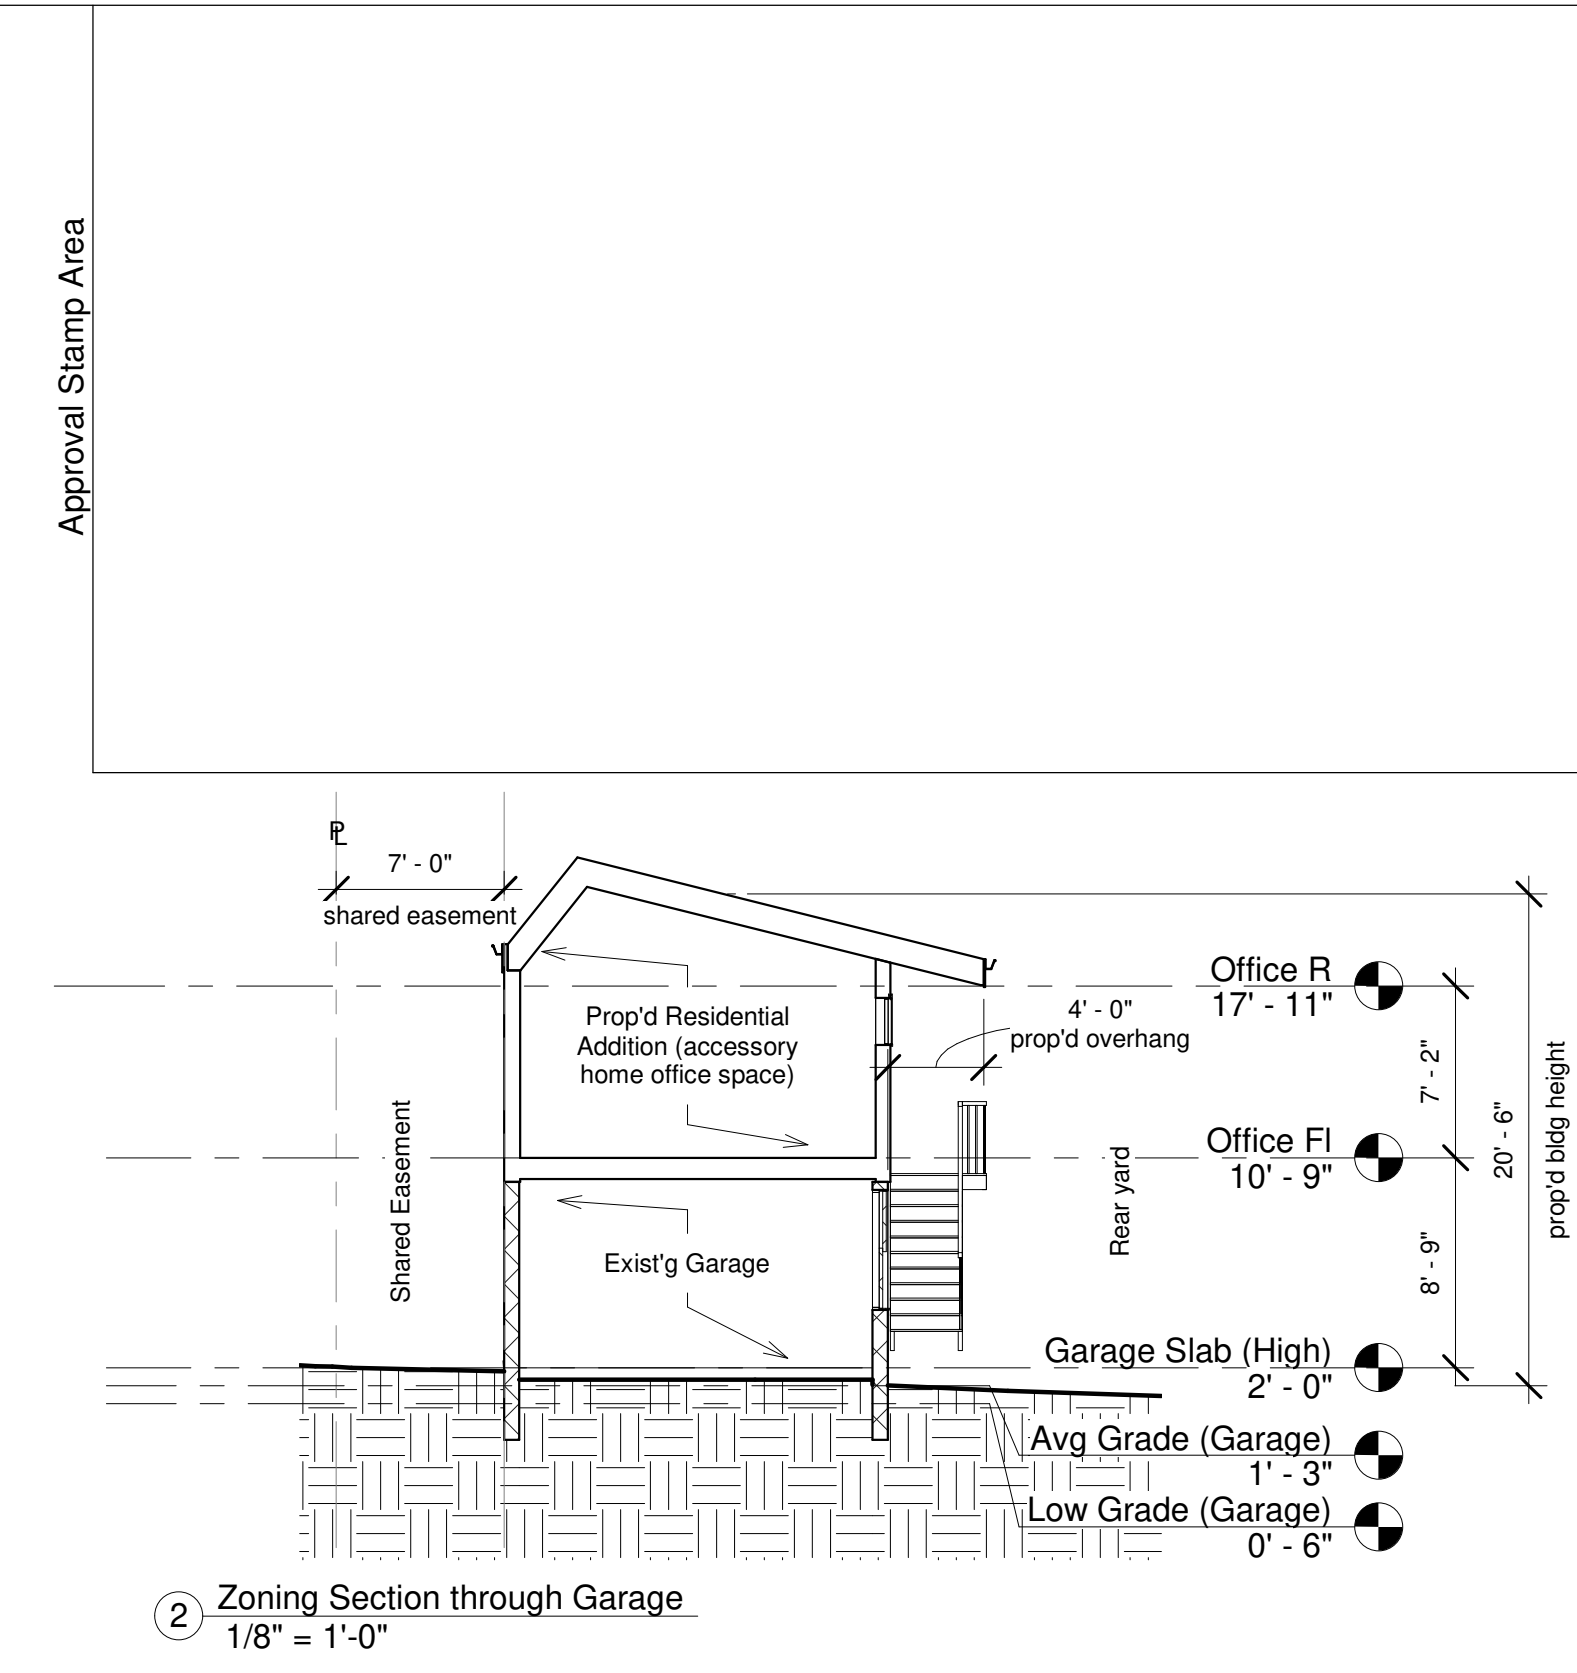 Approval Stamp Area
PL
7' - 0"
shared easement
Office R
17' - 11"
4' - 0"
prop'd overhang
Prop'd Residential
Addition (accessory
home office space)
7' - 2"
20' - 6"
prop'd bldg height
Shared Easement
Rear yard
Office Fl
10' - 9"
8' - 9"
Exist'g Garage
Garage Slab (High)
2' - 0"
Avg Grade (Garage)
1' - 3"
Low Grade (Garage)
0' - 6"
2
Zoning Section through Garage
1/8" = 1'-0"